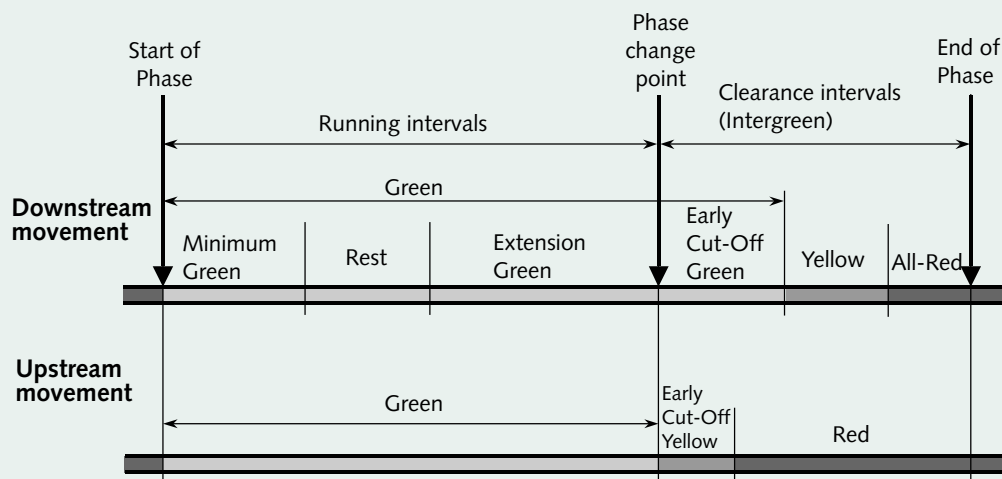 Start of
Phase
Phase
change
point
End of
Phase
Running intervals
Clearance intervals
(Intergreen)
Green
Downstream
movement
Minimum
Green
Rest
Extension
Green
Early
Cut-Off
Green
Yellow
All-Red
Upstream
movement
Green
Early
Cut-Off
Yellow
Red